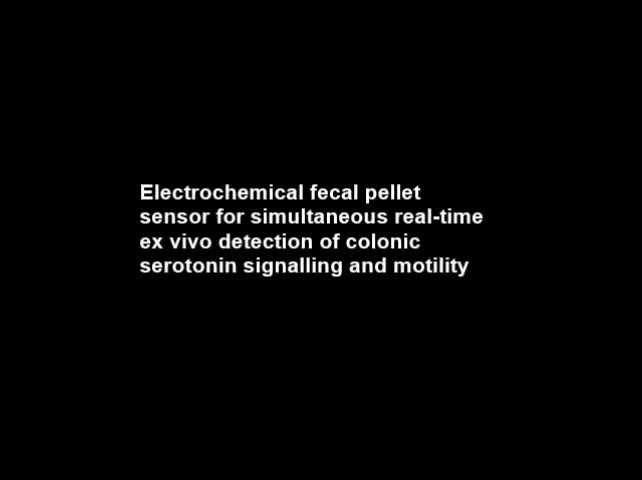 Electrochemical fecal pellet
sensor for simultaneous real-time
ex vivo detection of colonic
serotonin signalling and motility